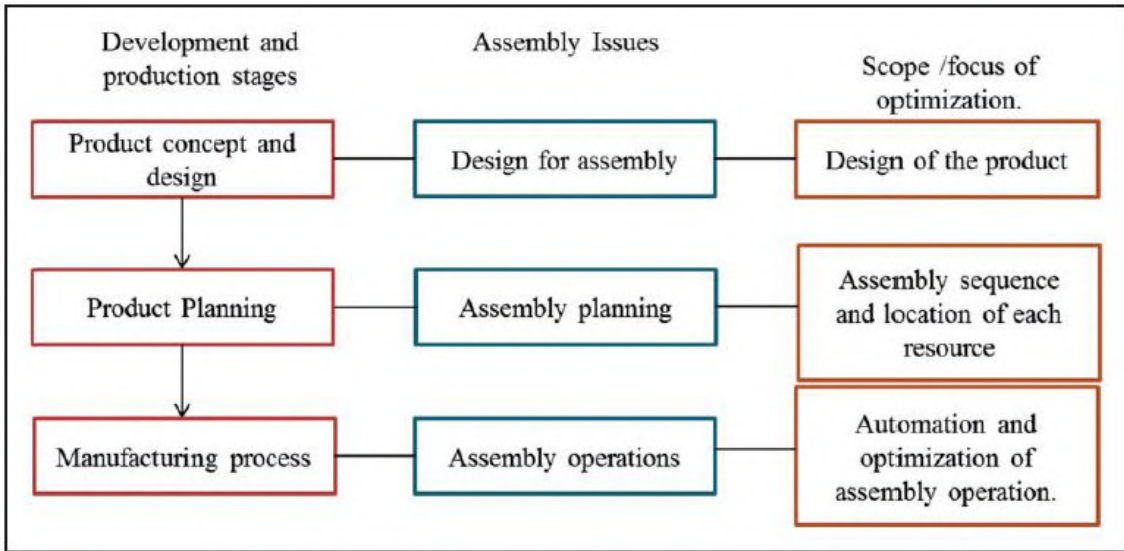 Development and
production stages
Assembly Issues
Scope /focus of
optimization.
Product concept and
design
Design for assembly
Design of the product
Product Planning
Assembly planning
Assembly sequence
and location of each
resource
Manufacturing process
Assembly operations
Automation and
optimization of
assembly operation.